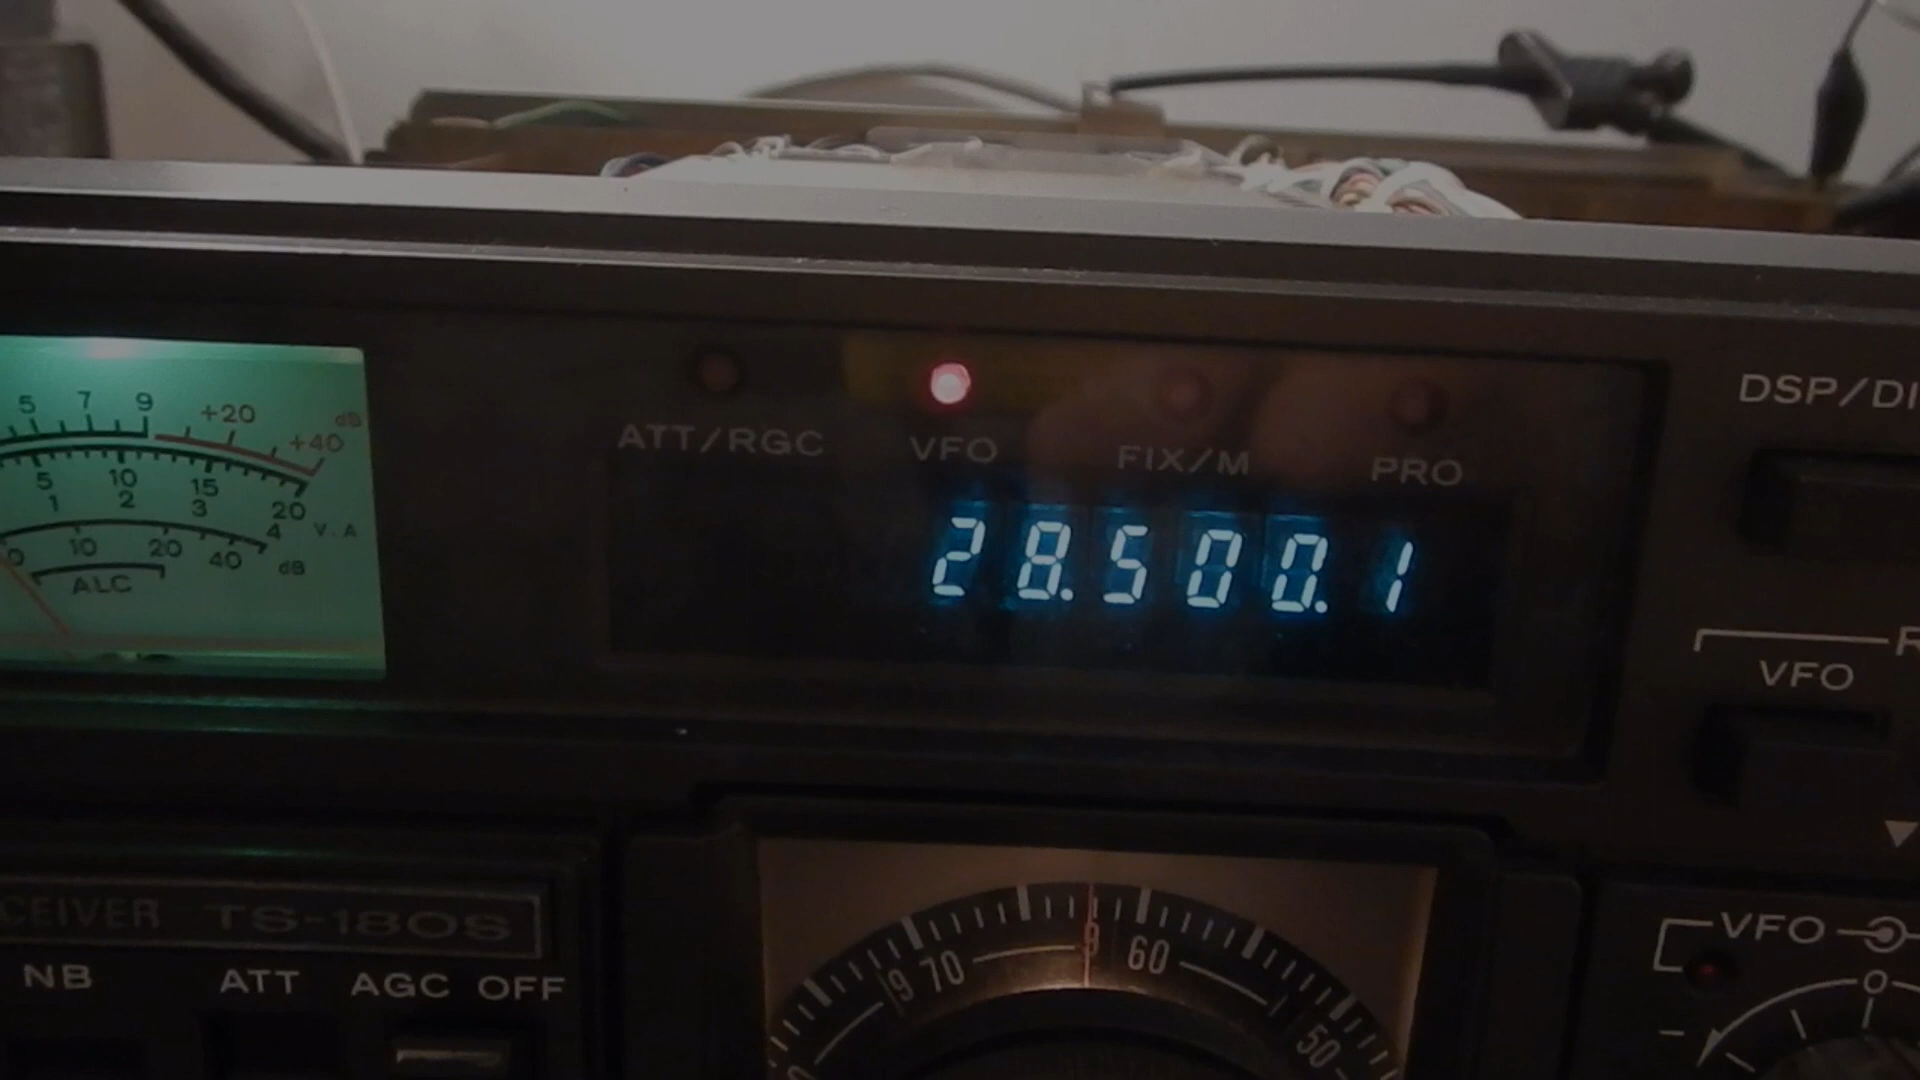 5 7 9 +20 +40 dB
5 10 15 20
1 2 3 4 V.A
0 10 20 40 dB
ALC
ATT/RGC VFO FIX/M PRO
28.500.1
DSP/DI
VFO
CEIVER TS-180S
NB ATT AGC OFF
9 70 9 60 50
VFO
0